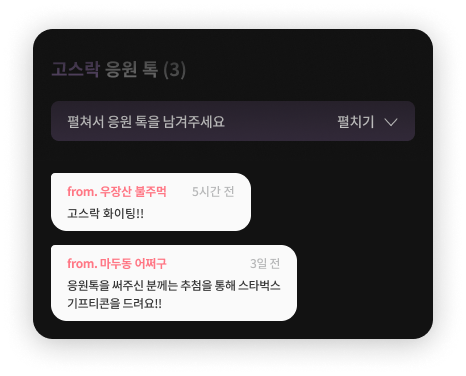 고스락 응원 톡 (3)
펼쳐서 응원 톡을 남겨주세요 펼치기
from. 우장산 불주먹 5시간 전
고스락 화이팅!!
from. 마두동 어쩌구 3일 전
응원톡을 써주신 분께는 추첨을 통해 스타벅스
기프티콘을 드려요!!